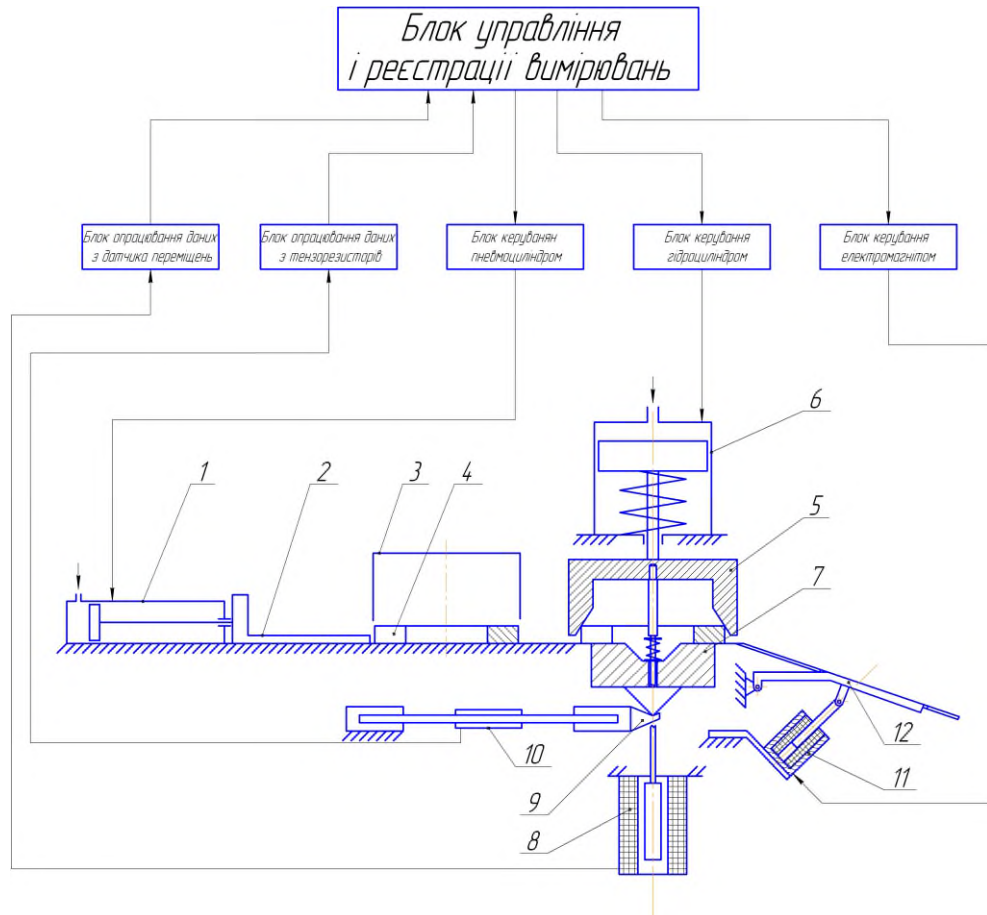 Блок управління
і реєстрації вимірювань
Блок опрацювання даних
з датчика переміщень
Блок опрацювання даних
з тензорезисторів
Блок керуванян
пневмоциліндром
Блок керування
гідроциліндром
Блок керування
електромагнітом
6
1
2
3
4
5
7
12
10
11
9
8